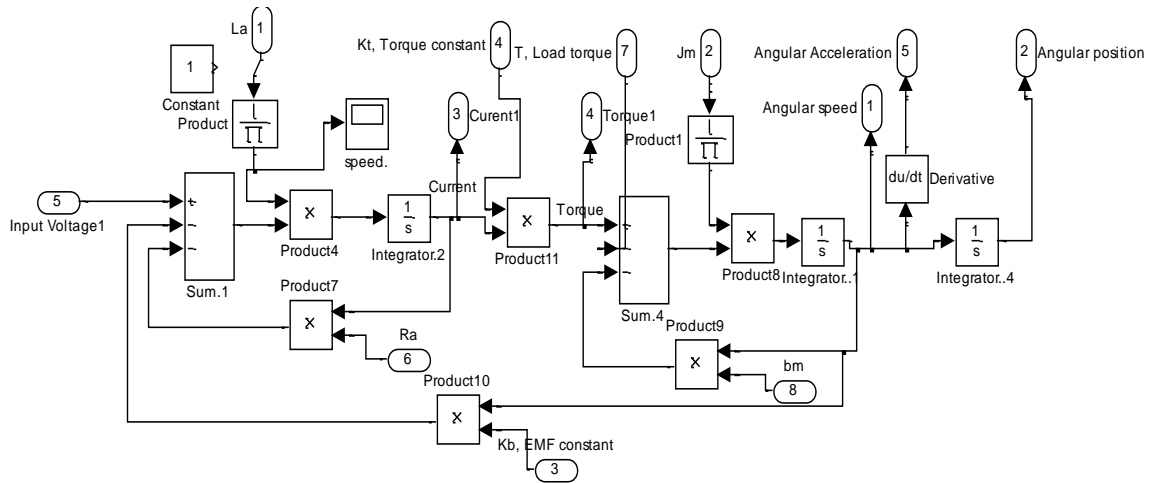 La
1
Kt, Torque constant
4
T, Load torque
7
Jm
2
Angular Acceleration
5
2
Angular position
1
Constant
Product
speed.
3
Curent1
4
Torque1
Product1
Angular speed
1
du/dt
Derivative
5
Input Voltage1
+
-
-
Sum.1
x
Product4
1
s
Integrator.2
Current
x
Product11
Torque
-
-
-
Sum.4
x
Product8
1
s
Integrator..1
1
s
Integrator..4
Product7
x
Ra
6
Product9
x
bm
8
Product10
x
Kb, EMF constant
3